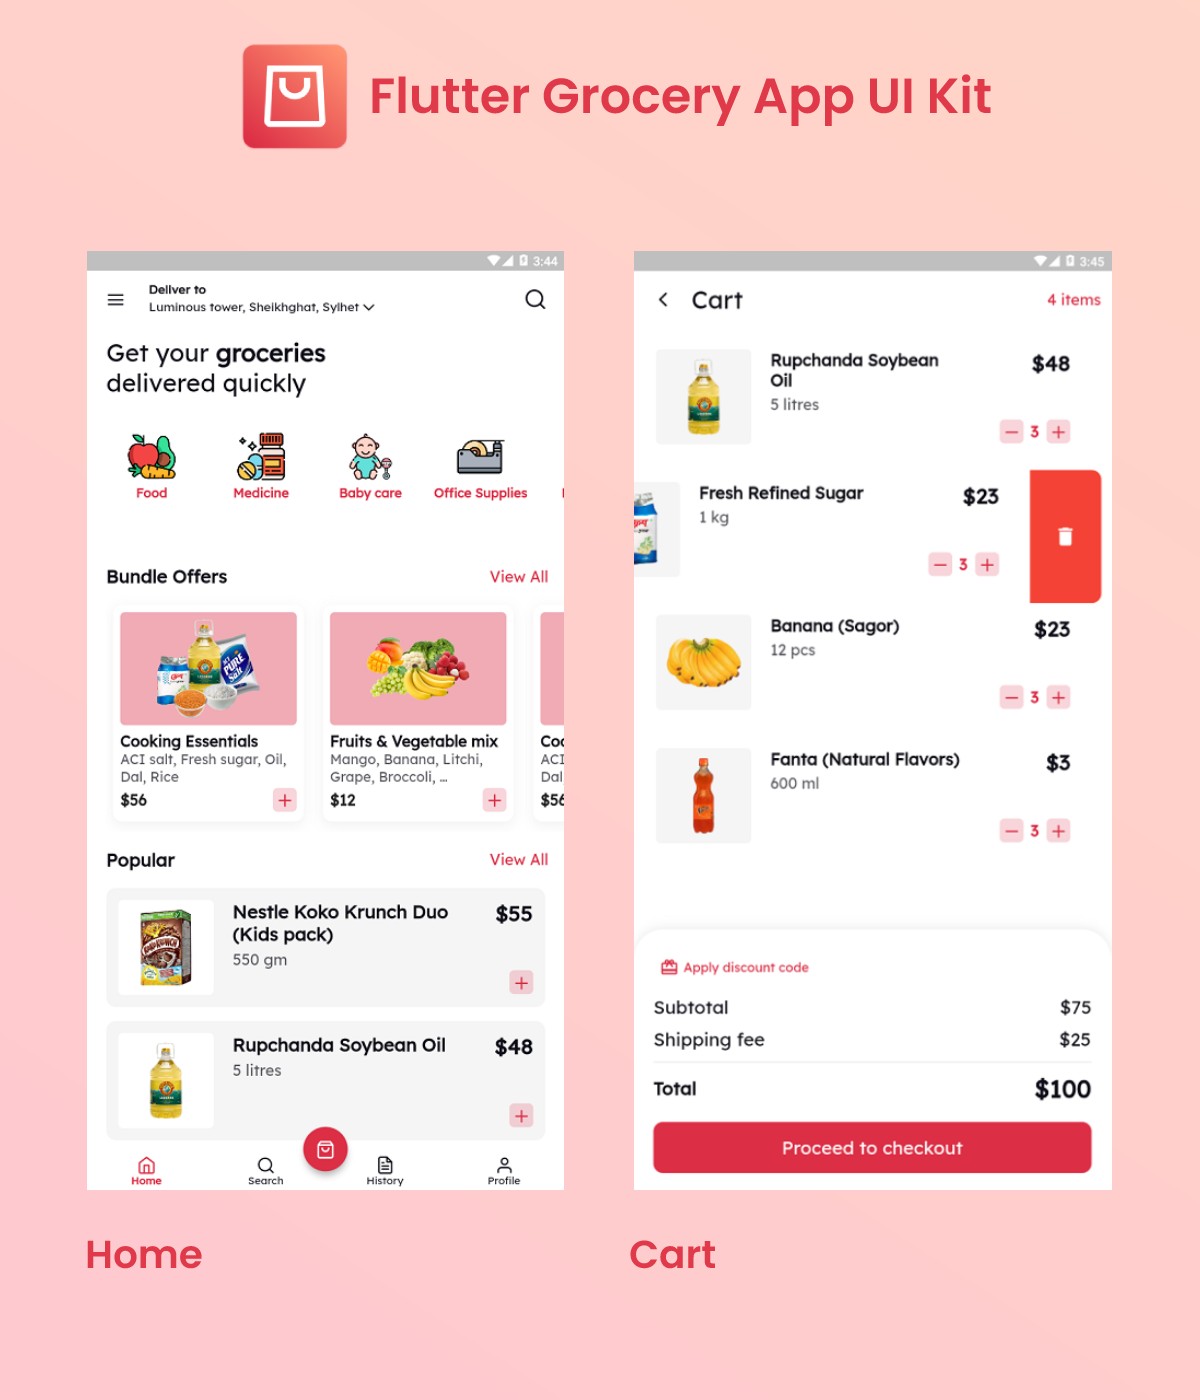 Flutter Grocery App UI Kit
3:44
Deliver to
Luminous tower, Sheikhghat, Sylhet
Get your groceries
delivered quickly
Food
Medicine
Baby care
Office Supplies
Bundle Offers
View All
PURE
Salt
Cooking Essentials
ACI salt, Fresh sugar, Oil,
Dal, Rice
$56
Fruits & Vegetable mix
Mango, Banana, Litchi,
Grape, Broccoli, ...
$12
Coo
ACI
Dal
$56
Popular
View All
Nestle Koko Krunch Duo
(Kids pack)
550 gm
$55
Rupchanda Soybean Oil
5 litres
$48
Home
Search
History
Profile
Home
3:45
Cart
4 items
Rupchanda Soybean
Oil
5 litres
$48
3
Fresh Refined Sugar
1 kg
$23
3
Banana (Sagor)
12 pcs
$23
3
Fanta (Natural Flavors)
600 ml
$3
3
Apply discount code
Subtotal
$75
Shipping fee
$25
Total
$100
Proceed to checkout
Cart